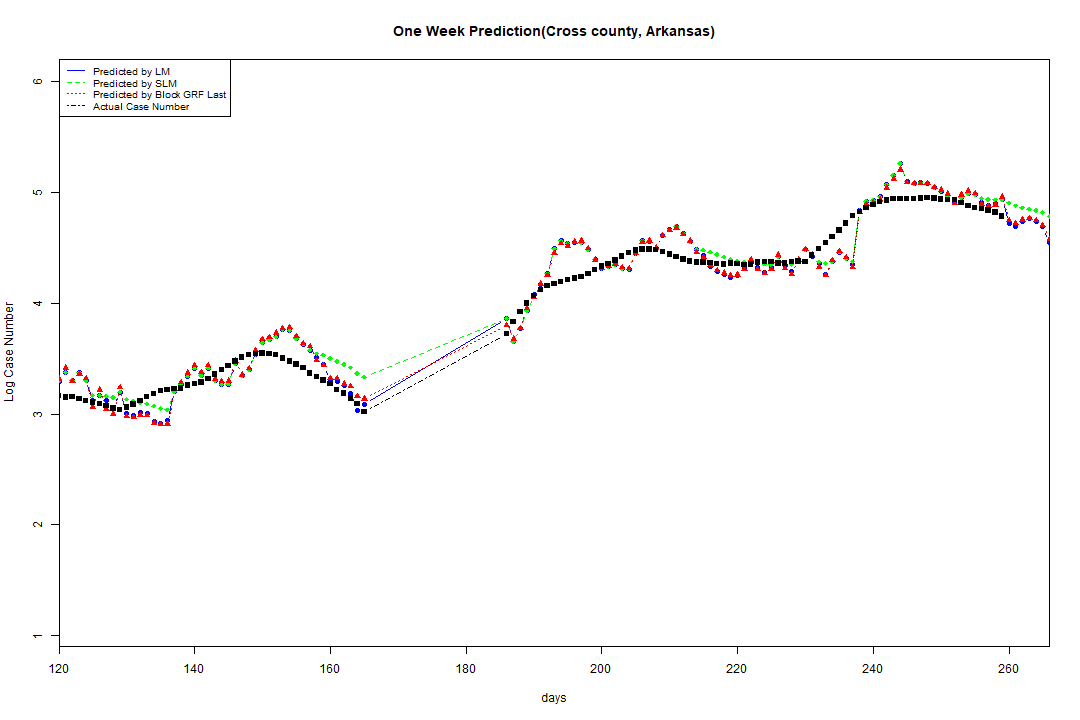 One Week Prediction(Cross county, Arkansas)
Predicted by LM
Predicted by SLM
Predicted by Block GRF Last
Actual Case Number
6
5
4
3
2
1
Log Case Number
120 140 160 180 200 220 240 260
days